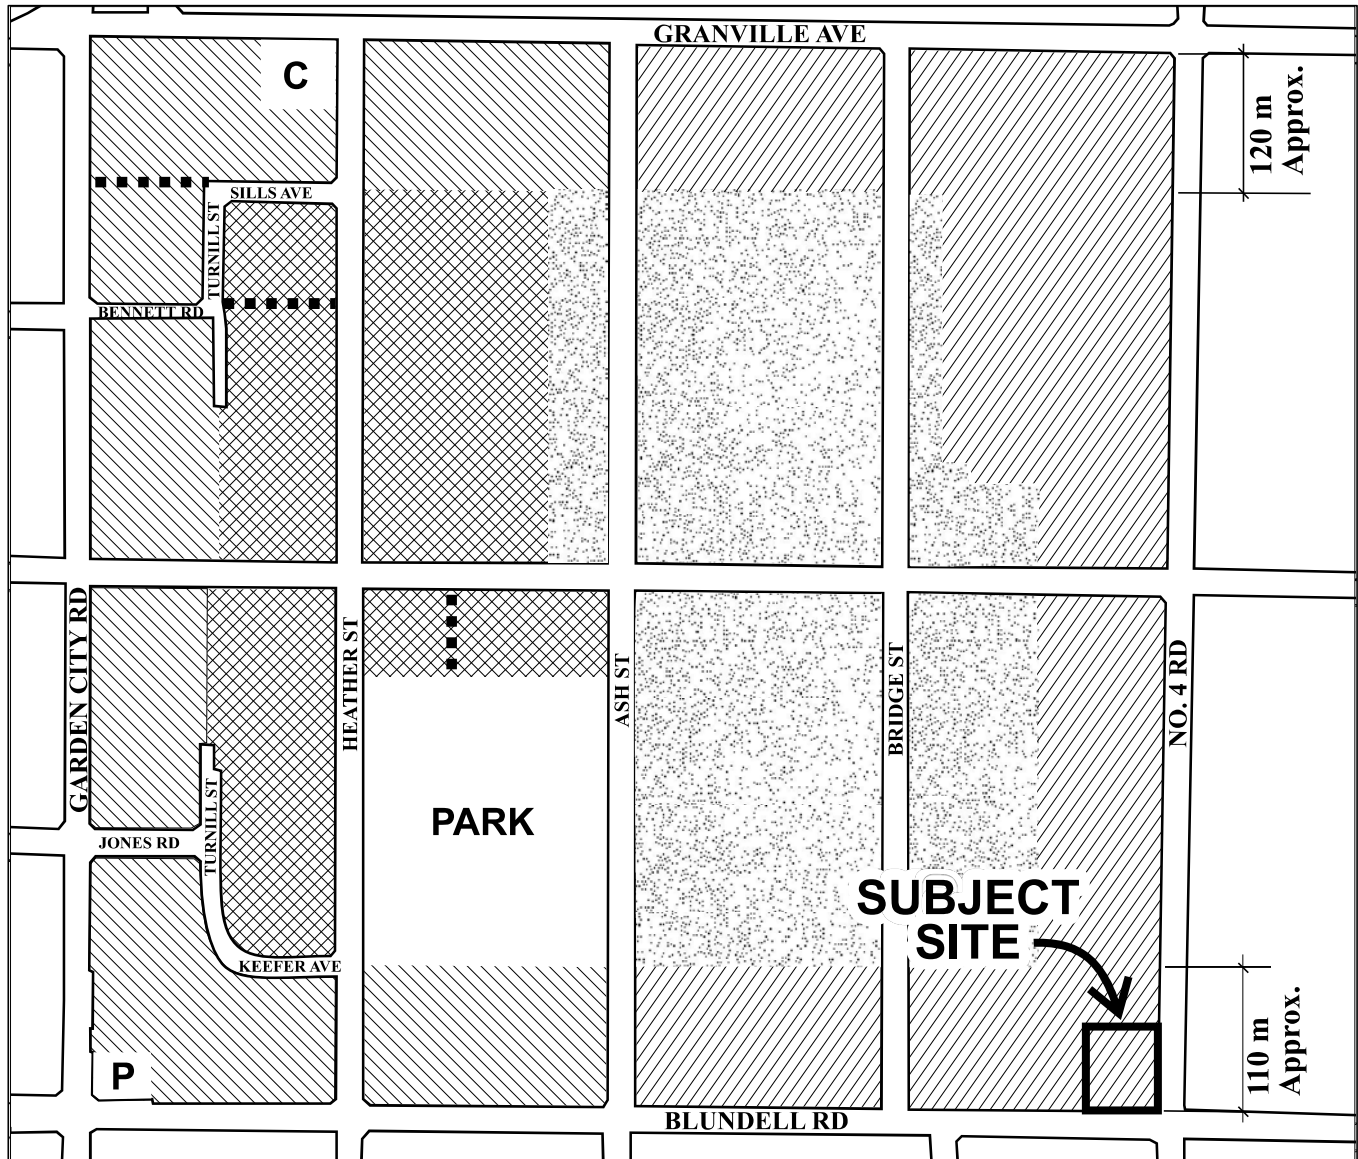 GRANVILLE AVE
C
120 m
Approx.
SILLS AVE
TURNILL ST
BENNETT RD
GARDEN CITY RD
HEATHER ST
ASH ST
BRIDGE ST
NO. 4 RD
PARK
JONES RD
TURNILL ST
SUBJECT
SITE
KEEFER AVE
110 m
Approx.
P
BLUNDELL RD